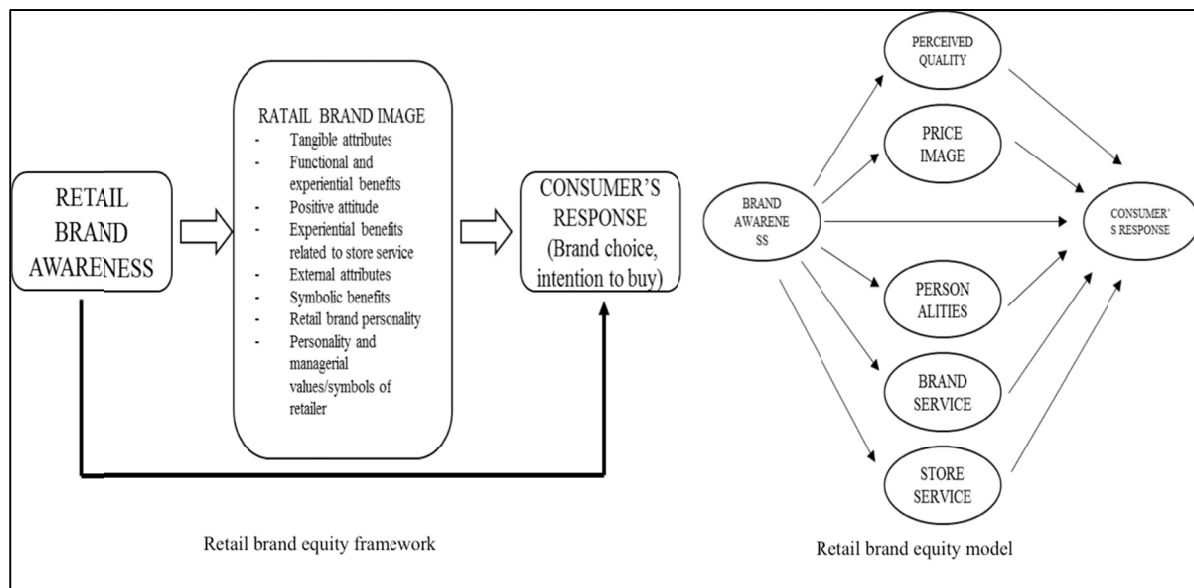 RETAIL
BRAND
AWARENESS
RATAIL BRAND IMAGE
- Tangible attributes
- Functional and
experiential benefits
- Positive attitude
- Experiential benefits
related to store service
- External attributes
- Symbolic benefits
- Retail brand personality
- Personality and
managerial
values/symbols of
retailer
CONSUMER'S
RESPONSE
(Brand choice,
intention to buy)
Retail brand equity framework
BRAND
AWARENE
SS
PERCEIVED
QUALITY
PRICE
IMAGE
PERSON
ALITIES
BRAND
SERVICE
STORE
SERVICE
CONSUMER'
S RESPONSE
Retail brand equity model